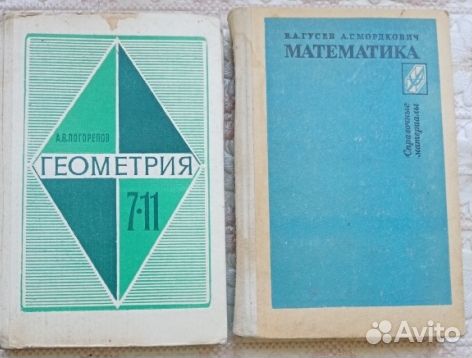 А.В.ПОГОРЕЛОВ
ГЕОМЕТРИЯ
7·11
В.А.ГУСЕВ А.Г.МОРДКОВИЧ
МАТЕМАТИКА
Справочные
материалы
Avito